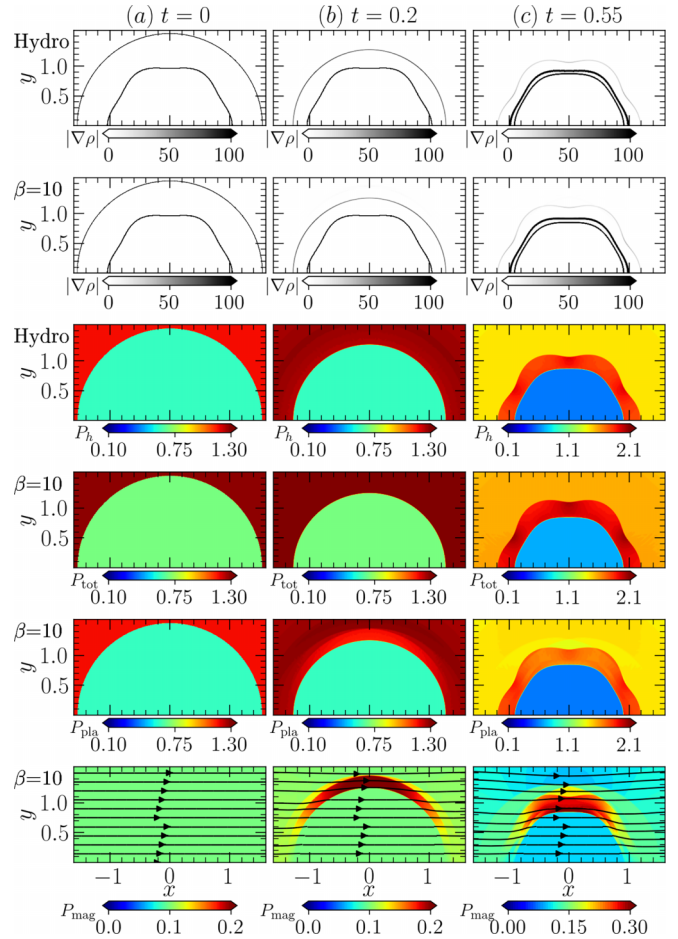 (a) t = 0 (b) t = 0.2 (c) t = 0.55
Hydro
y
1.0
0.5
|∇ρ| 0 50 100 |∇ρ| 0 50 100 |∇ρ| 0 50 100
β=10
y
1.0
0.5
|∇ρ| 0 50 100 |∇ρ| 0 50 100 |∇ρ| 0 50 100
Hydro
y
1.0
0.5
P_h 0.10 0.75 1.30 P_h 0.10 0.75 1.30 P_h 0.1 1.1 2.1
β=10
y
1.0
0.5
P_tot 0.10 0.75 1.30 P_tot 0.10 0.75 1.30 P_tot 0.1 1.1 2.1
β=10
y
1.0
0.5
P_pla 0.10 0.75 1.30 P_pla 0.10 0.75 1.30 P_pla 0.1 1.1 2.1
β=10
y
1.0
0.5
−1 0 1 −1 0 1 −1 0 1
x x x
P_mag 0.0 0.1 0.2 P_mag 0.0 0.1 0.2 P_mag 0.00 0.15 0.30